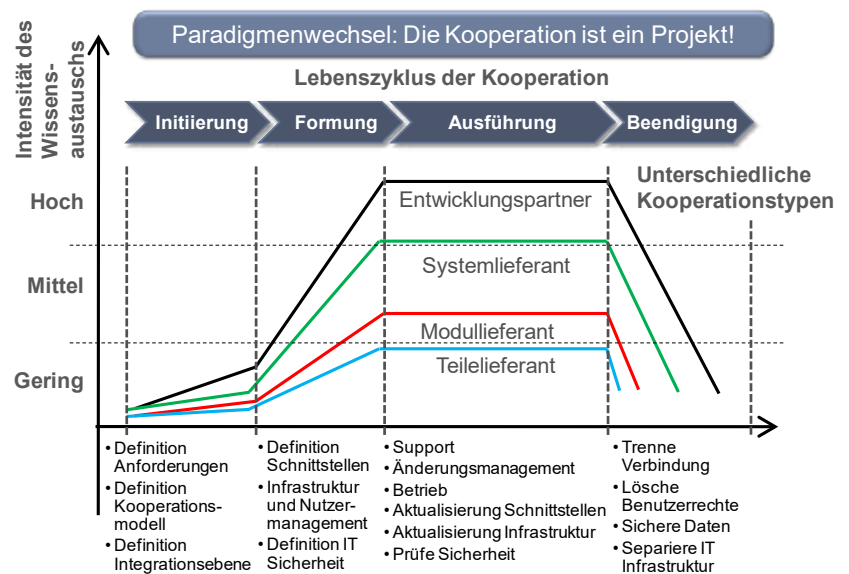 Paradigmenwechsel: Die Kooperation ist ein Projekt!
Intensität des
Wissens-
austauschs
Lebenszyklus der Kooperation
Initiierung
Formung
Ausführung
Beendigung
Unterschiedliche
Kooperationstypen
Hoch
Mittel
Gering
Entwicklungspartner
Systemlieferant
Modullieferant
Teilelieferant
• Definition
Anforderungen
• Definition
Kooperations-
modell
• Definition
Integrationsebene
• Definition
Schnittstellen
• Infrastruktur
und Nutzer-
management
• Definition IT
Sicherheit
• Support
• Änderungsmanagement
• Betrieb
• Aktualisierung Schnittstellen
• Aktualisierung Infrastruktur
• Prüfe Sicherheit
• Trenne
Verbindung
• Lösche
Benutzerrechte
• Sichere Daten
• Separiere IT
Infrastruktur